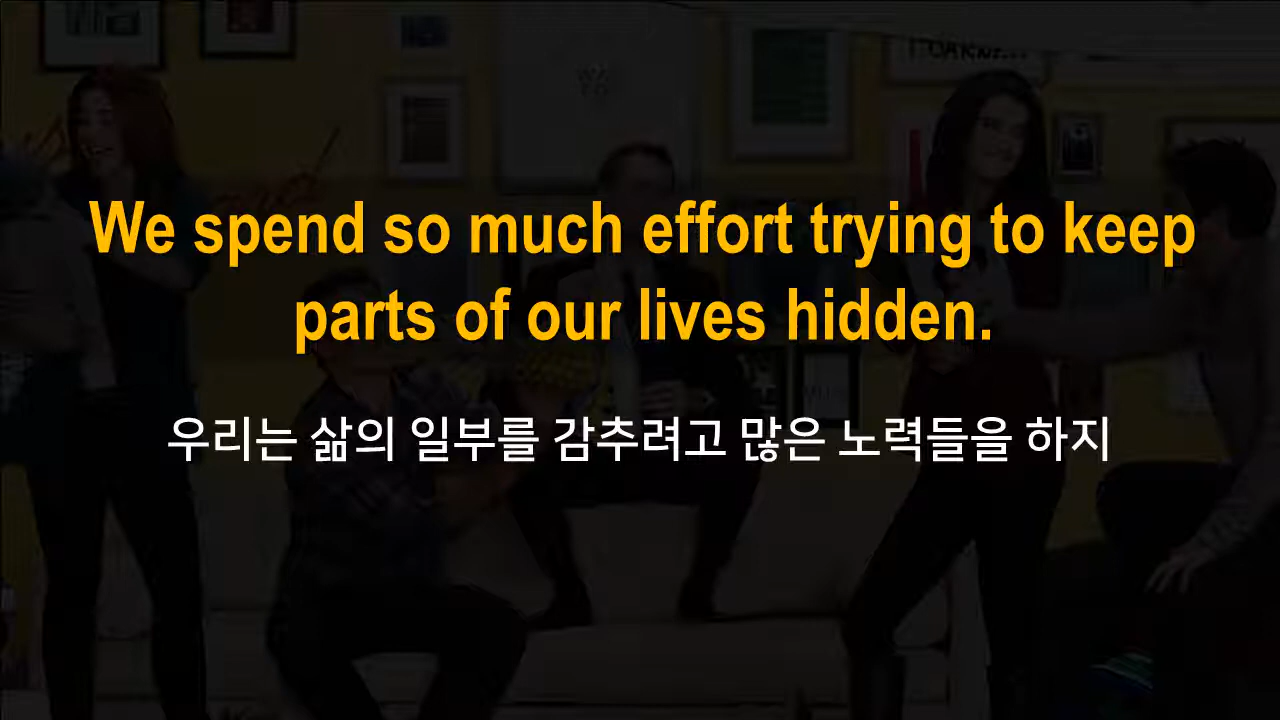 We spend so much effort trying to keep
parts of our lives hidden.
우리는 삶의 일부를 감추려고 많은 노력들을 하지